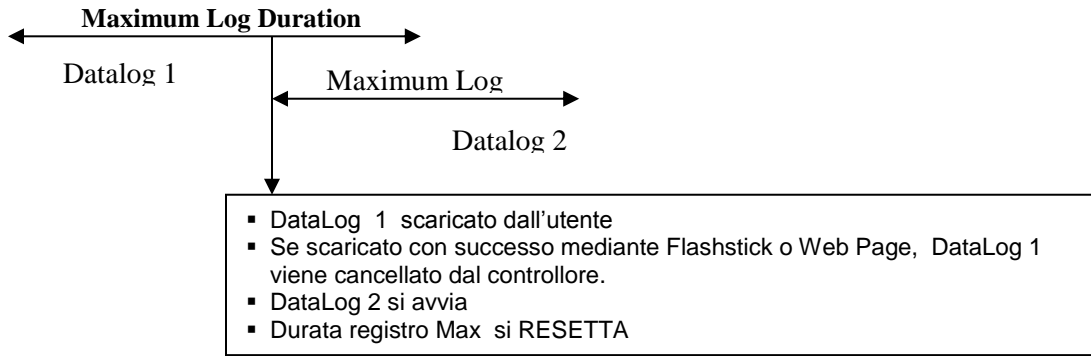 Maximum Log Duration
Datalog 1
Maximum Log
Datalog 2
▪ DataLog 1 scaricato dall'utente
▪ Se scaricato con successo mediante Flashstick o Web Page, DataLog 1
viene cancellato dal controllore.
▪ DataLog 2 si avvia
▪ Durata registro Max si RESETTA